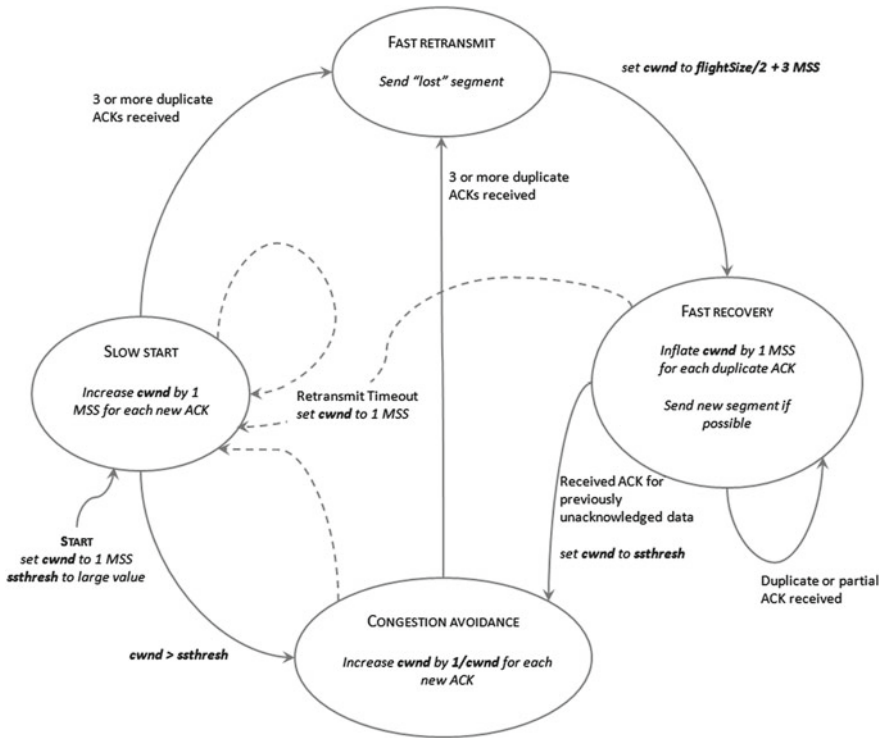 FAST RETRANSMIT
Send "lost" segment
set cwnd to flightSize/2 + 3 MSS
3 or more duplicate
ACKs received
3 or more duplicate
ACKs received
FAST RECOVERY
Inflate cwnd by 1 MSS
for each duplicate ACK
Send new segment if
possible
SLOW START
Increase cwnd by 1
MSS for each new ACK
Retransmit Timeout
set cwnd to 1 MSS
Received ACK for
previously
unacknowledged data
set cwnd to ssthresh
START
set cwnd to 1 MSS
ssthresh to large value
Duplicate or partial
ACK received
CONGESTION AVOIDANCE
Increase cwnd by 1/cwnd for each
new ACK
cwnd > ssthresh